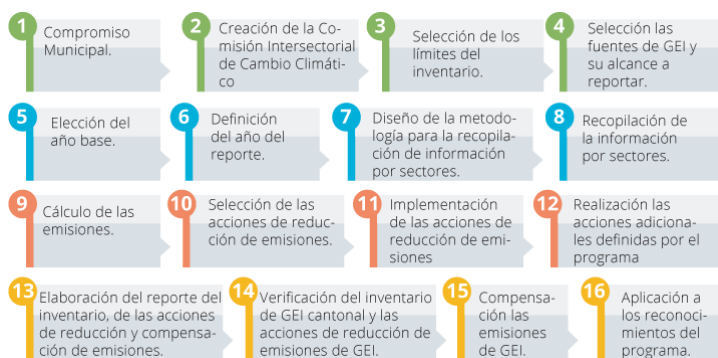 1
Compromiso
Municipal.
2
Creación de la Co-
misión Intersectorial
de Cambio Climáti-
co
3
Selección de los
límites del
inventario.
4
Selección las
fuentes de GEI y
su alcance a
reportar.
5
Elección del
año base.
6
Definición
del año del
reporte.
7
Diseño de la metodo-
logía para la recopila-
ción de información
por sectores.
8
Recopilación de
la información
por sectores.
9
Cálculo de las
emisiones.
10
Selección de las
acciones de reduc-
ción de emisiones.
11
Implementación
de las acciones de
reducción de emi-
siones
12
Realización las
acciones adiciona-
les definidas por el
programa
13
Elaboración del reporte del
inventario, de las acciones
de reducción y compensa-
ción de emisiones.
14
Verificación del inventario
de GEI cantonal y las
acciones de reducción de
emisiones de GEI.
15
Compensa-
ción las
emisiones
de GEI.
16
Aplicación a
los reconoci-
mientos del
programa.